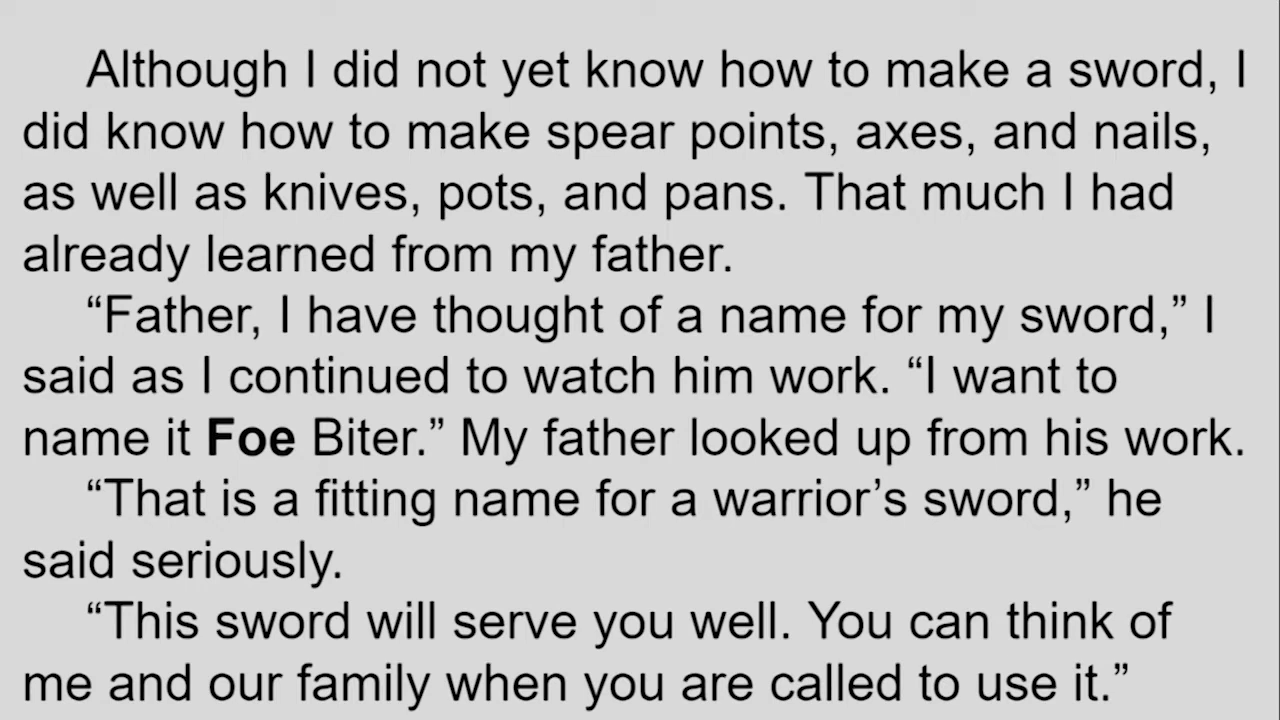 Although I did not yet know how to make a sword, I
did know how to make spear points, axes, and nails,
as well as knives, pots, and pans. That much I had
already learned from my father.
“Father, I have thought of a name for my sword,” I
said as I continued to watch him work. “I want to
name it Foe Biter.” My father looked up from his work.
“That is a fitting name for a warrior’s sword,” he
said seriously.
“This sword will serve you well. You can think of
me and our family when you are called to use it.”